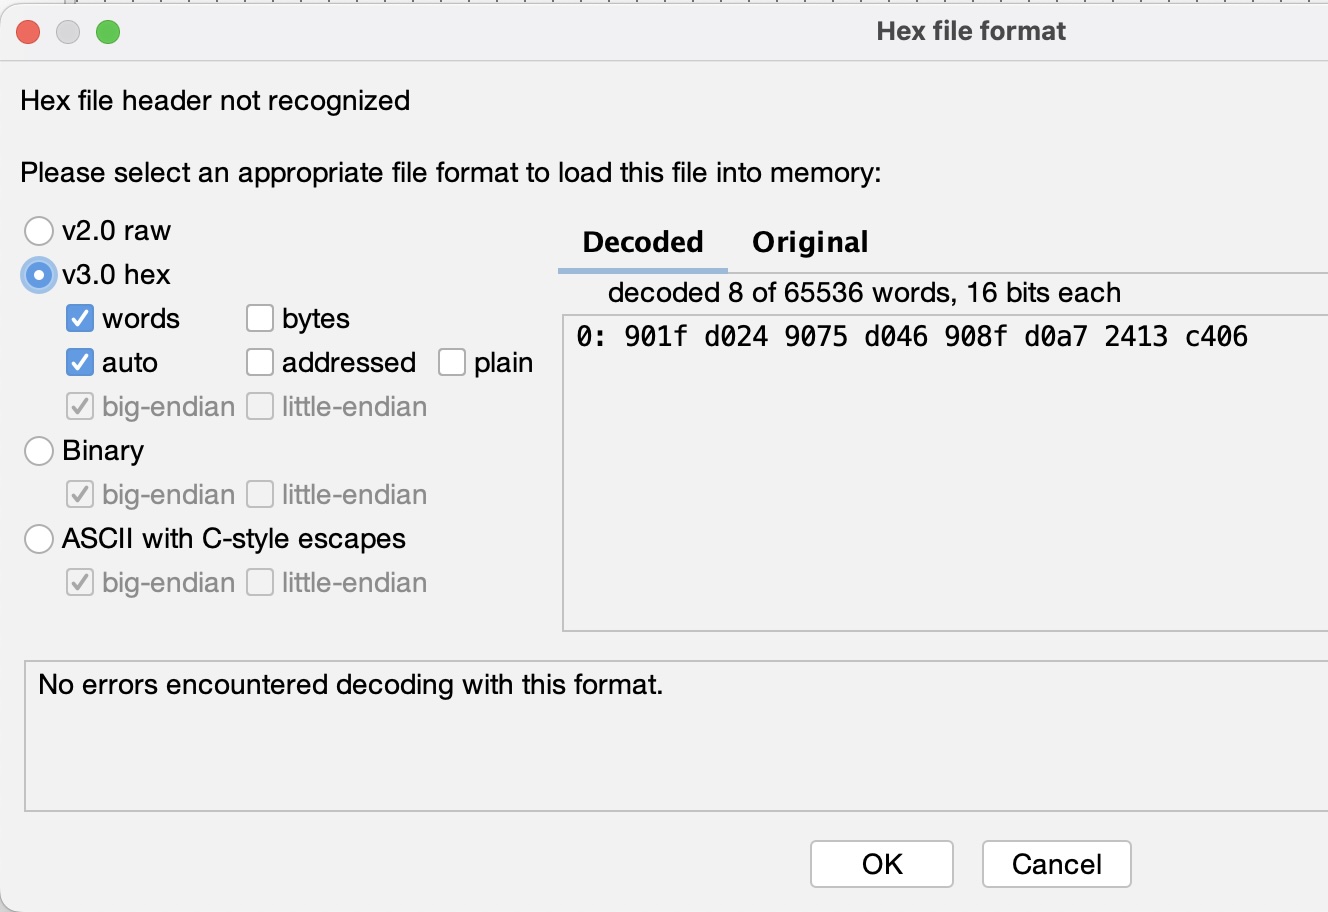 Hex file format
Hex file header not recognized
Please select an appropriate file format to load this file into memory:
v2.0 raw
v3.0 hex
words bytes
auto addressed plain
big-endian little-endian
Binary
big-endian little-endian
ASCII with C-style escapes
big-endian little-endian
Decoded Original
decoded 8 of 65536 words, 16 bits each
0: 901f d024 9075 d046 908f d0a7 2413 c406
No errors encountered decoding with this format.
OK Cancel